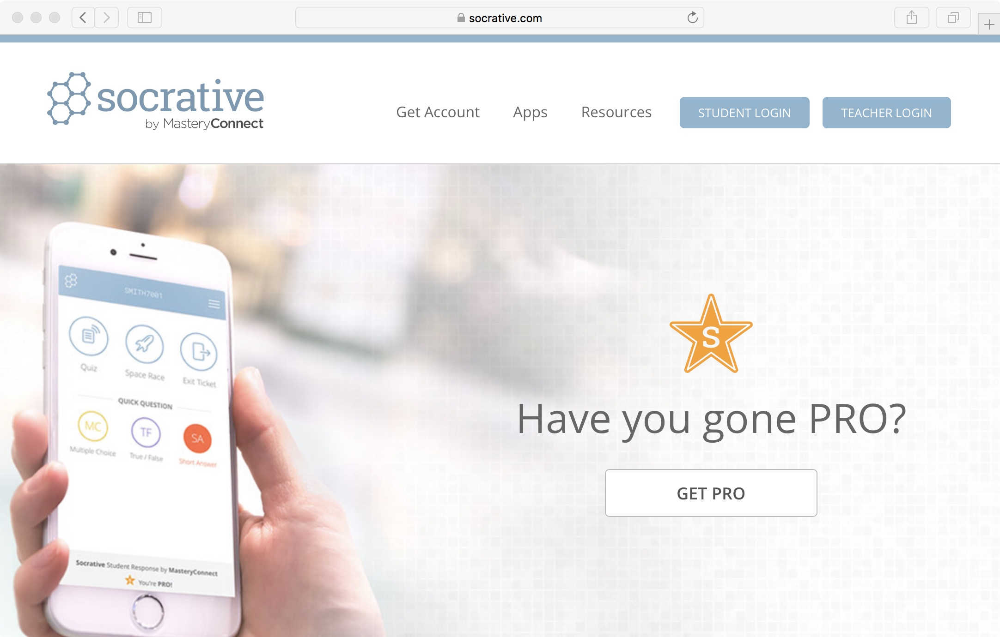 socrative.com
socrative
by MasteryConnect
Get Account
Apps
Resources
STUDENT LOGIN
TEACHER LOGIN
SMITH7001
Quiz
Space Race
Exit Ticket
QUICK QUESTION
MC
TF
SA
Multiple Choice
True / False
Short Answer
Socrative Student Response by MasteryConnect
You're PRO!
S
Have you gone PRO?
GET PRO